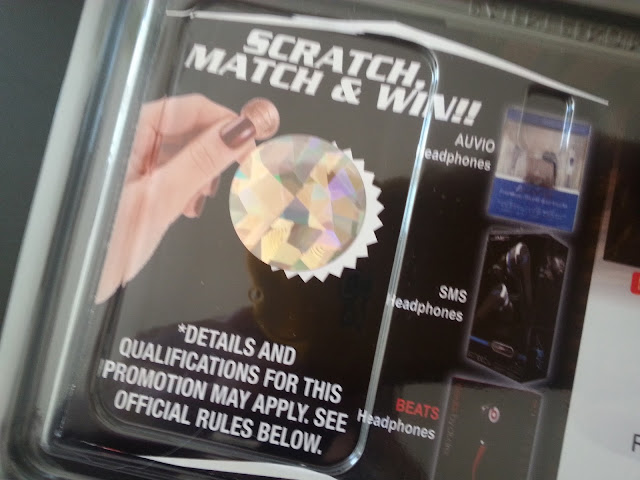 SCRATCH,
MATCH & WIN!!
AUVIO
eadphones
SMS
Headphones
*DETAILS AND
QUALIFICATIONS FOR THIS
PROMOTION MAY APPLY. SEE
OFFICIAL RULES BELOW.
BEATS
Headphones